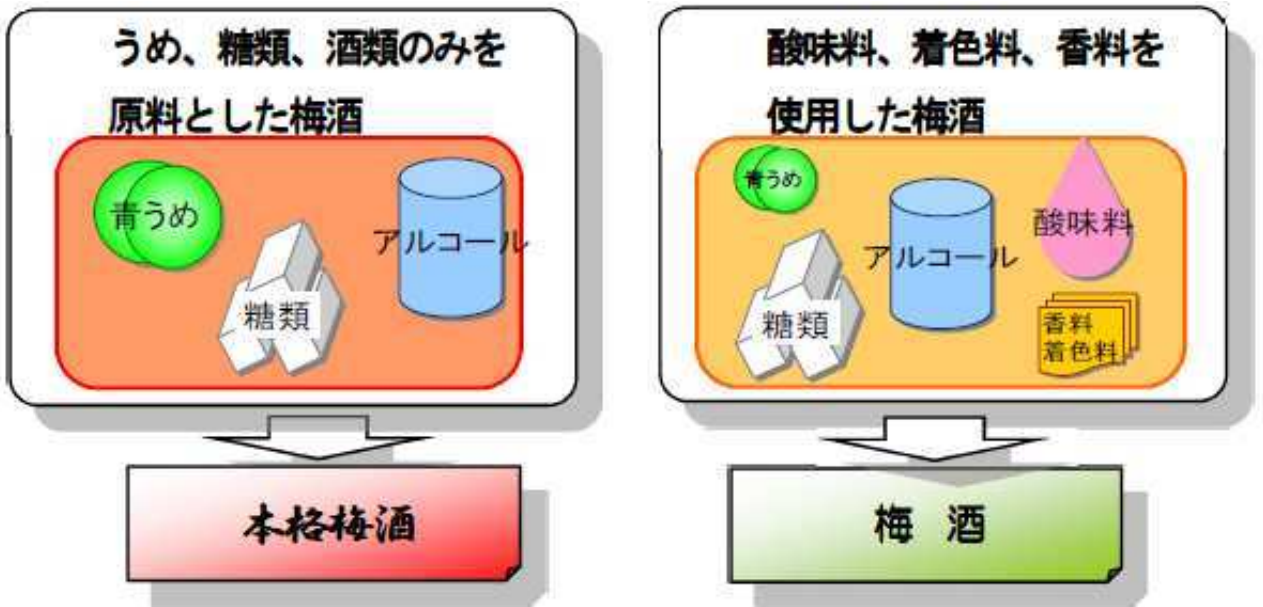 うめ、糖類、酒類のみを
原料とした梅酒
青うめ
糖類
アルコール
本格梅酒
酸味料、着色料、香料を
使用した梅酒
青うめ
糖類
アルコール
酸味料
香料
着色料
梅 酒